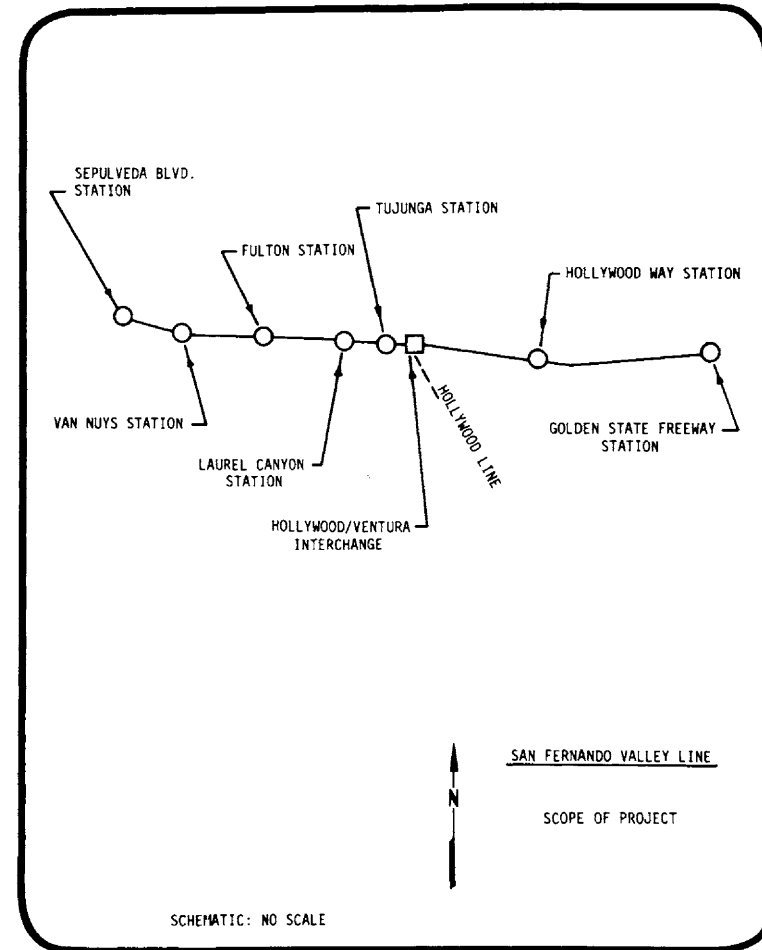 SEPULVEDA BLVD.
STATION
TUJUNGA STATION
FULTON STATION
HOLLYWOOD WAY STATION
VAN NUYS STATION
LAUREL CANYON
STATION
HOLLYWOOD LINE
GOLDEN STATE FREEWAY
STATION
HOLLYWOOD/VENTURA
INTERCHANGE
N
SAN FERNANDO VALLEY LINE
SCOPE OF PROJECT
SCHEMATIC: NO SCALE